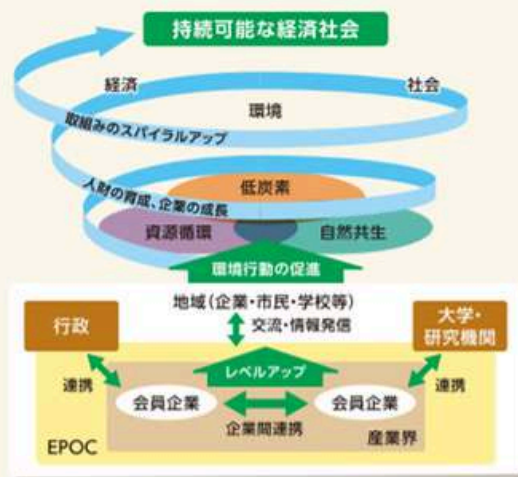 持続可能な経済社会
経済
社会
環境
取組みのスパイラルアップ
人財の育成、企業の成長
低炭素
資源循環
自然共生
環境行動の促進
地域(企業・市民・学校等)
行政
交流・情報発信
大学・
研究機関
レベルアップ
連携
会員企業
会員企業
連携
企業間連携
産業界
EPOC